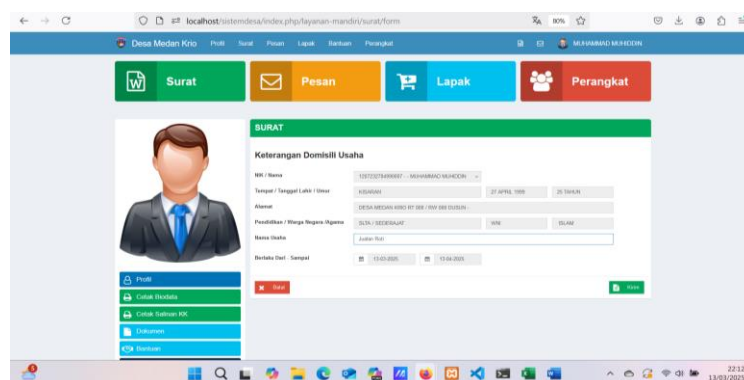 localhost/sistemdesa/index.php/layanan-mandiri/surat/form
80%
Desa Medan Krio Profil Surat Pesan Lapak Bantuan Perangkat
MUHAMMAD MUHIDDIN
Surat Pesan Lapak Perangkat
SURAT
Keterangan Domisili Usaha
NIK / Nama
MUHAMMAD MUHIDDIN
Tempat / Tanggal Lahir / Umur
KISARAN 27 APRIL 1999 25 TAHUN
Alamat
DESA MEDAN KRIO RT
DUSUN -
Pendidikan / Warga Negara /Agama
SLTA / SEDERAJAT WNI ISLAM
Nama Usaha
Jualan Roti
Berlaku Dari - Sampai
13-03-2025 13-04-2025
Batal
Kirim
Profil
Cetak Biodata
Cetak Salinan KK
Dokumen
Bantuan
22:12
13/03/2025